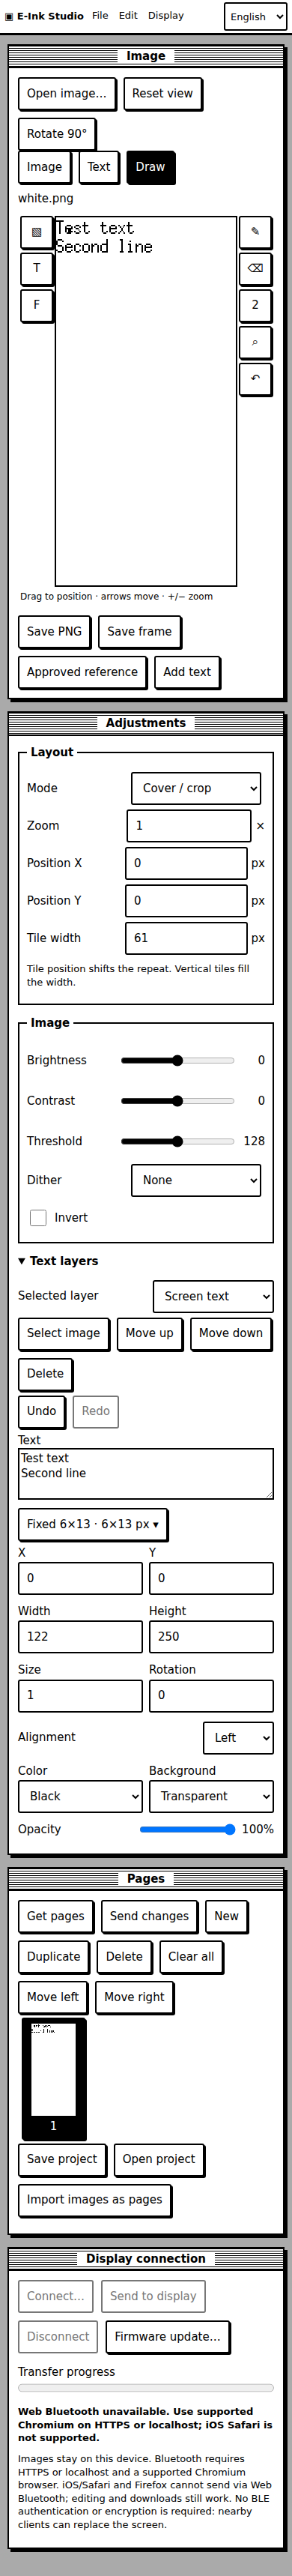 E-Ink Studio File Edit Display English
Image
Open image… Reset view
Rotate 90°
Image Text Draw
white.png
Test text
Second line
T
F
2
Drag to position · arrows move · +/− zoom
Save PNG Save frame
Approved reference Add text
Adjustments
Layout
Mode Cover / crop
Zoom 1 ×
Position X 0 px
Position Y 0 px
Tile width 61 px
Tile position shifts the repeat. Vertical tiles fill
the width.
Image
Brightness 0
Contrast 0
Threshold 128
Dither None
Invert
▼ Text layers
Selected layer Screen text
Select image Move up Move down
Delete
Undo Redo
Text
Test text
Second line
Fixed 6×13 · 6×13 px ▾
X Y
0 0
Width Height
122 250
Size Rotation
1 0
Alignment Left
Color Background
Black Transparent
Opacity 100%
Pages
Get pages Send changes New
Duplicate Delete Clear all
Move left Move right
1
Save project Open project
Import images as pages
Display connection
Connect… Send to display
Disconnect Firmware update…
Transfer progress
Web Bluetooth unavailable. Use supported
Chromium on HTTPS or localhost; iOS Safari is
not supported.
Images stay on this device. Bluetooth requires
HTTPS or localhost and a supported Chromium
browser. iOS/Safari and Firefox cannot send via Web
Bluetooth; editing and downloads still work. No BLE
authentication or encryption is required: nearby
clients can replace the screen.